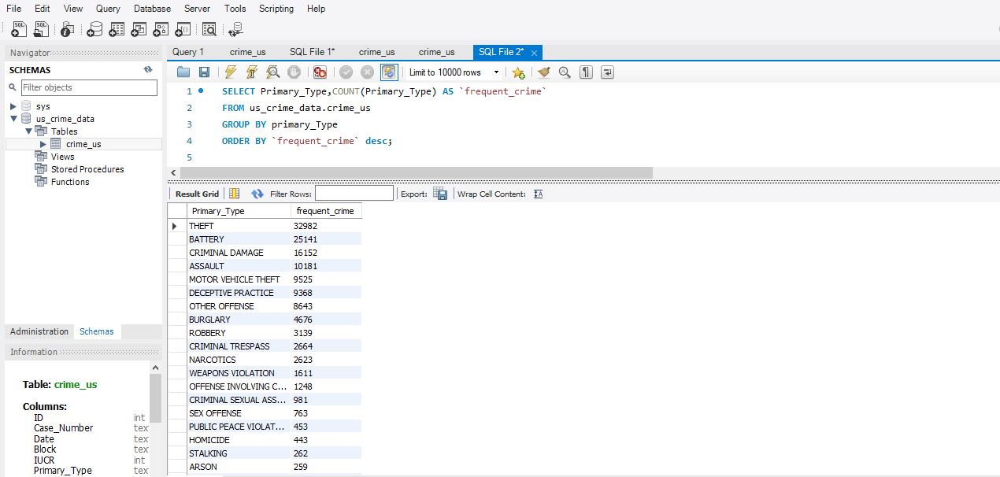 File Edit View Query Database Server Tools Scripting Help
Navigator
SCHEMAS
Filter objects
sys
us_crime_data
Tables
crime_us
Views
Stored Procedures
Functions
Administration Schemas
Information
Table: crime_us
Columns:
ID int
Case_Number tex
Date tex
Block tex
IUCR int
Primary_Type tex
Query 1 crime_us SQL File 1* crime_us crime_us SQL File 2*
Limit to 10000 rows
1 SELECT Primary_Type,COUNT(Primary_Type) AS `frequent_crime`
2 FROM us_crime_data.crime_us
3 GROUP BY primary_Type
4 ORDER BY `frequent_crime` desc;
5
Result Grid Filter Rows: Export: Wrap Cell Content:
Primary_Type frequent_crime
THEFT 32982
BATTERY 25141
CRIMINAL DAMAGE 16152
ASSAULT 10181
MOTOR VEHICLE THEFT 9525
DECEPTIVE PRACTICE 9368
OTHER OFFENSE 8643
BURGLARY 4676
ROBBERY 3139
CRIMINAL TRESPASS 2664
NARCOTICS 2623
WEAPONS VIOLATION 1611
OFFENSE INVOLVING C... 1248
CRIMINAL SEXUAL ASS... 981
SEX OFFENSE 763
PUBLIC PEACE VIOLAT... 453
HOMICIDE 443
STALKING 262
ARSON 259